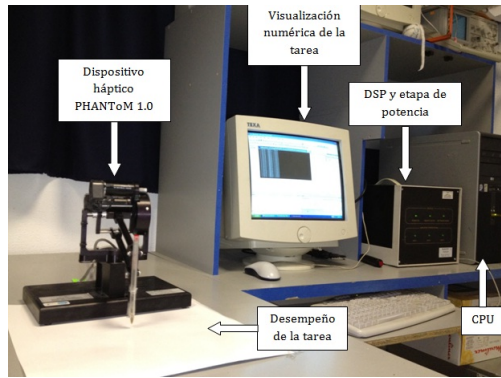 Visualización
numérica de la
tarea
Dispositivo
háptico
PHANToM 1.0
DSP y etapa de
potencia
TEXA
Desempeño
de la tarea
CPU